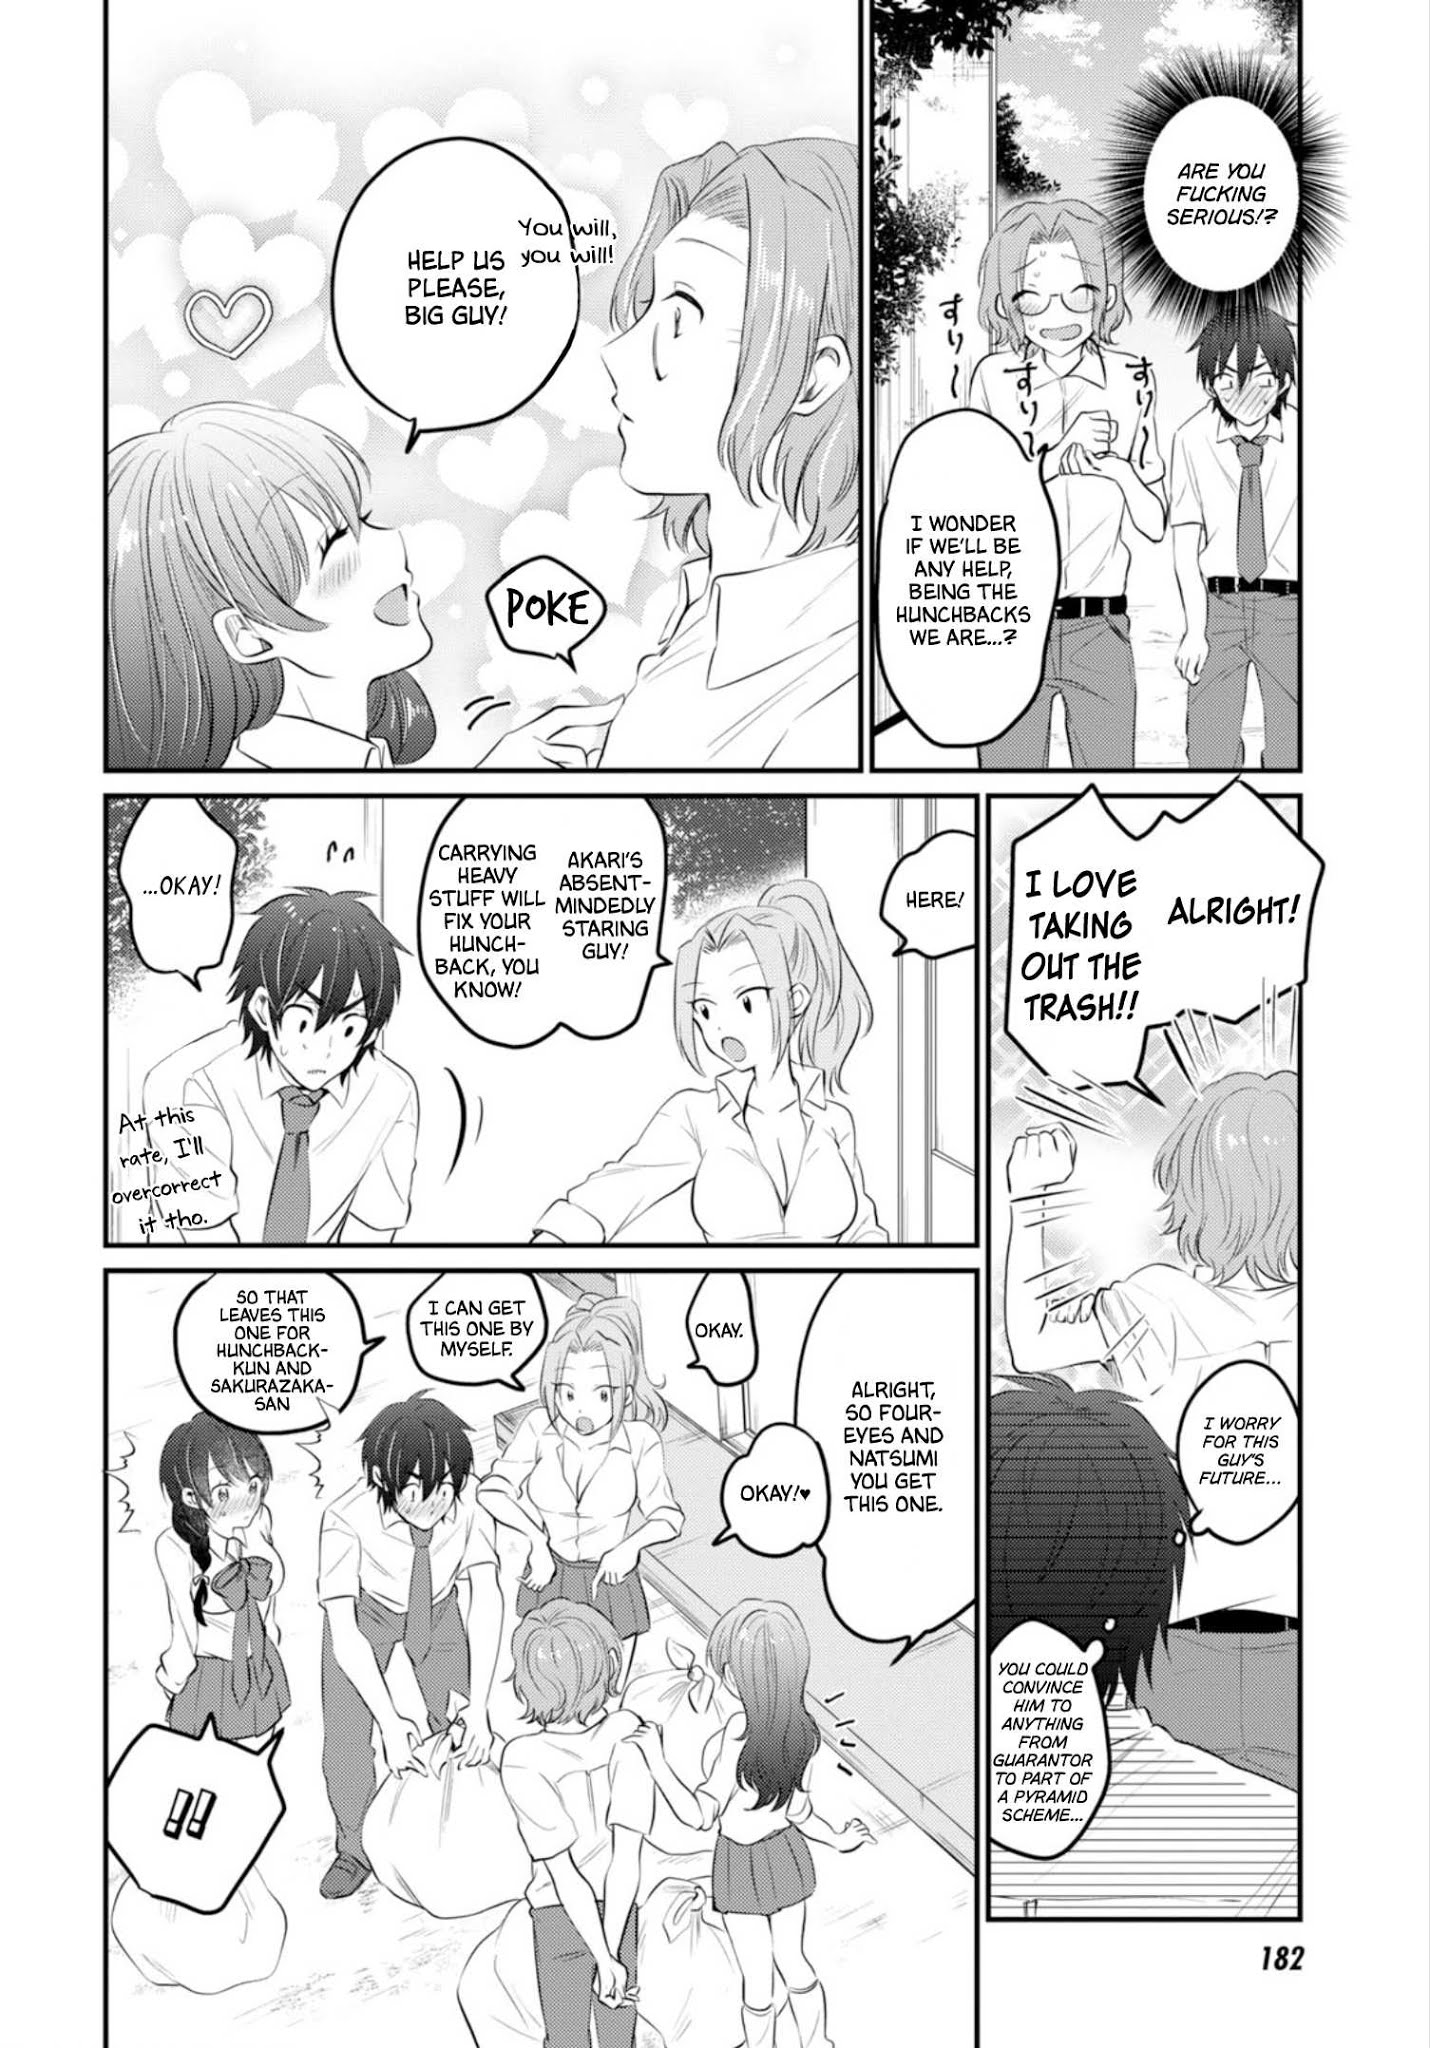 ARE YOU
FUCKING
SERIOUS!?
すりー
すりー
すりー
I WONDER
IF WE'LL BE
ANY HELP,
BEING THE
HUNCHBACKS
WE ARE...?
You will,
you will!
HELP US
PLEASE,
BIG GUY!
POKE
ALRIGHT!
I LOVE
TAKING
OUT THE
TRASH!!
I WORRY
FOR THIS
GUY'S
FUTURE...
YOU COULD
CONVINCE
HIM TO
ANYTHING
FROM
GUARANTOR
TO PART OF
A PYRAMID
SCHEME...
HERE!
AKARI'S
ABSENT-
MINDEDLY
STARING
GUY!
CARRYING
HEAVY
STUFF WILL
FIX YOUR
HUNCH-
BACK, YOU
KNOW!
...OKAY!
At this
rate, I'll
overcorrect
it tho.
ALRIGHT,
SO FOUR-
EYES AND
NATSUMI
YOU GET
THIS ONE.
OKAY.
OKAY!♥
I CAN GET
THIS ONE BY
MYSELF.
SO THAT
LEAVES THIS
ONE FOR
HUNCHBACK-
KUN AND
SAKURAZAKA-
SAN
!!
182